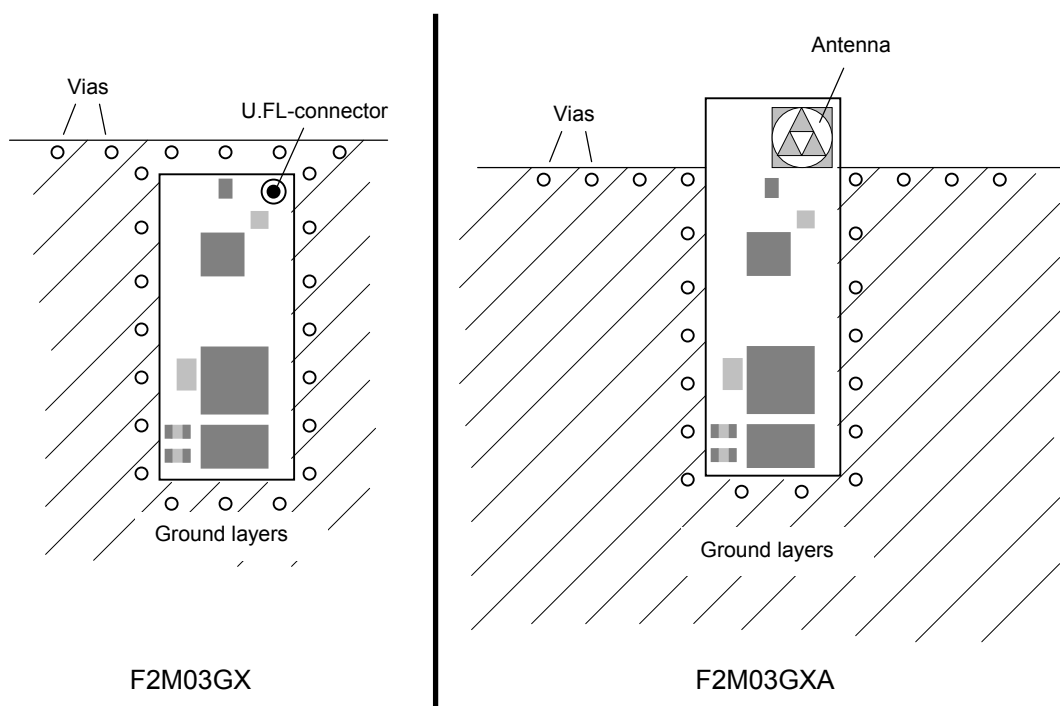 Vias
U.FL-connector
Ground layers
F2M03GX
Antenna
Vias
Ground layers
F2M03GXA